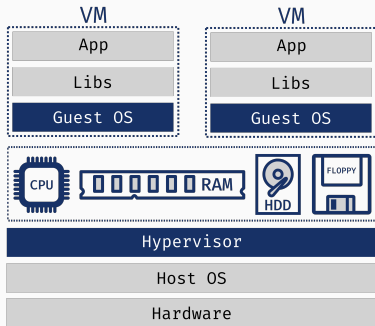 VM
VM
App
Libs
Guest OS
App
Libs
Guest OS
CPU
RAM
HDD
FLOPPY
Hypervisor
Host OS
Hardware